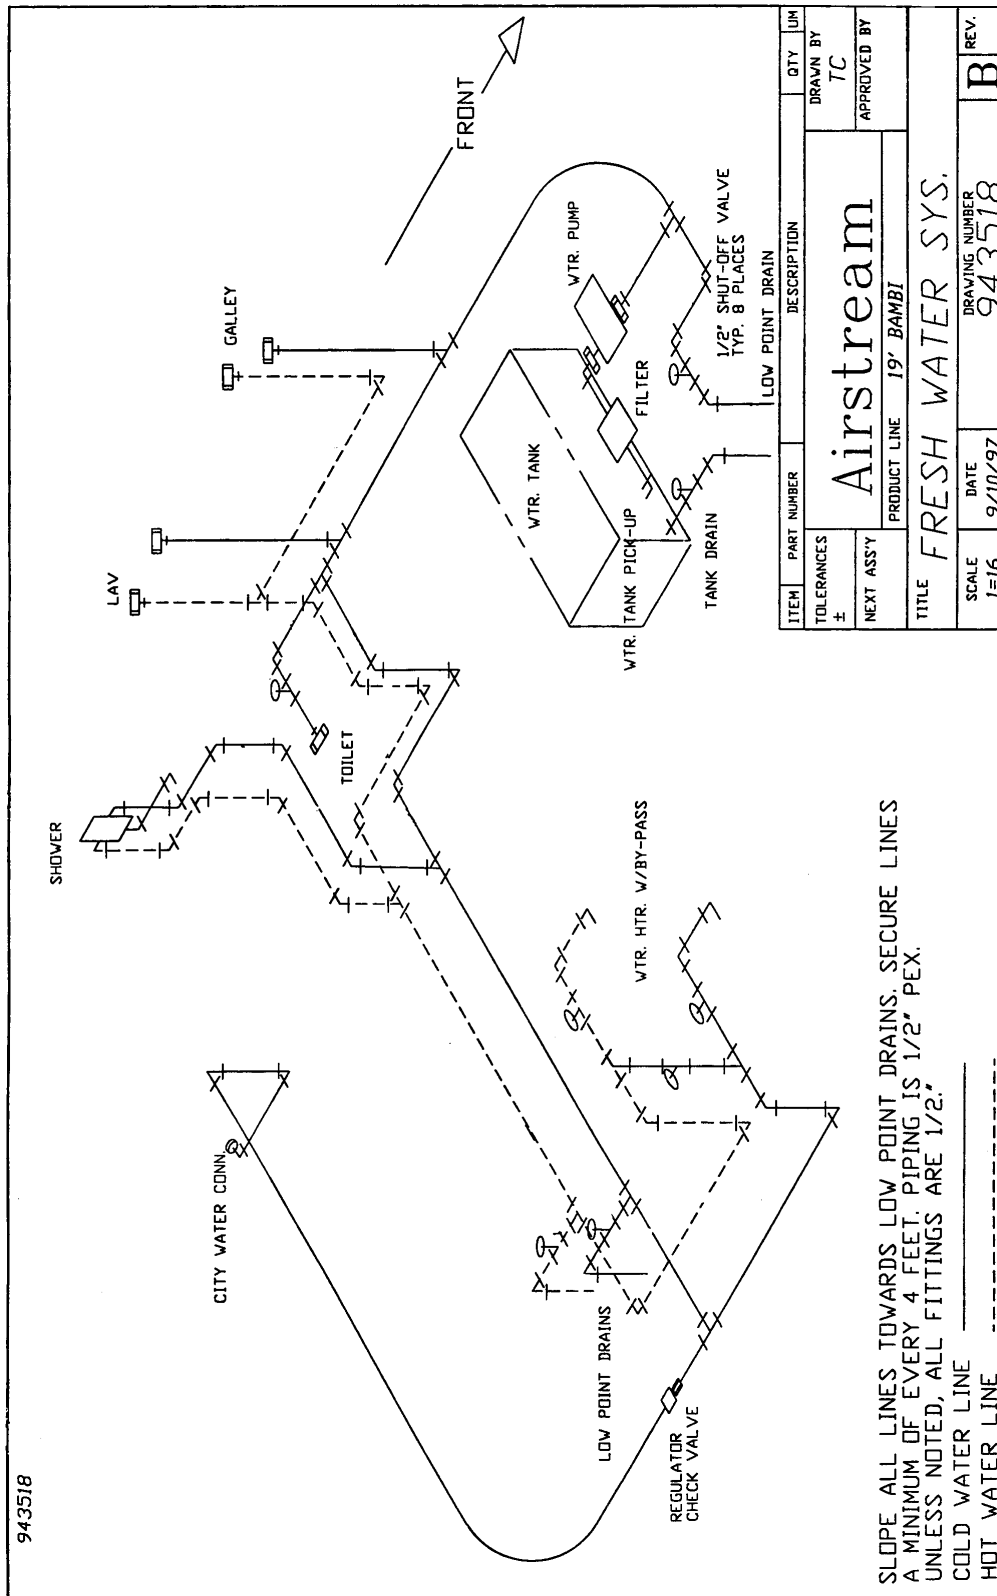 943518
FRONT
GALLEY
LAV
SHOWER
CITY WATER CONN.
TOILET
WTR. PUMP
WTR. TANK
FILTER
WTR. TANK PICK-UP
TANK DRAIN
1/2" SHUT-OFF VALVE
TYP. 8 PLACES
LOW POINT DRAIN
WTR. HTR. W/BY-PASS
LOW POINT DRAINS
REGULATOR
CHECK VALVE
SLOPE ALL LINES TOWARDS LOW POINT DRAINS. SECURE LINES
A MINIMUM OF EVERY 4 FEET. PIPING IS 1/2" PEX.
UNLESS NOTED, ALL FITTINGS ARE 1/2."
COLD WATER LINE
HOT WATER LINE
ITEM PART NUMBER DESCRIPTION QTY UM
TOLERANCES
±
NEXT ASS'Y
Airstream
DRAWN BY
TC
APPROVED BY
PRODUCT LINE 19' BAMBI
TITLE FRESH WATER SYS.
SCALE
1=16
DATE
9/10/97
DRAWING NUMBER
943518
B
REV.